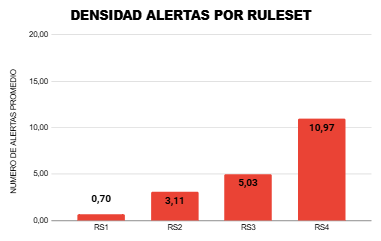 DENSIDAD ALERTAS POR RULESET
NUMERO DE ALERTAS PROMEDIO
20,00
15,00
10,00
5,00
0,00
0,70
3,11
5,03
10,97
RS1
RS2
RS3
RS4